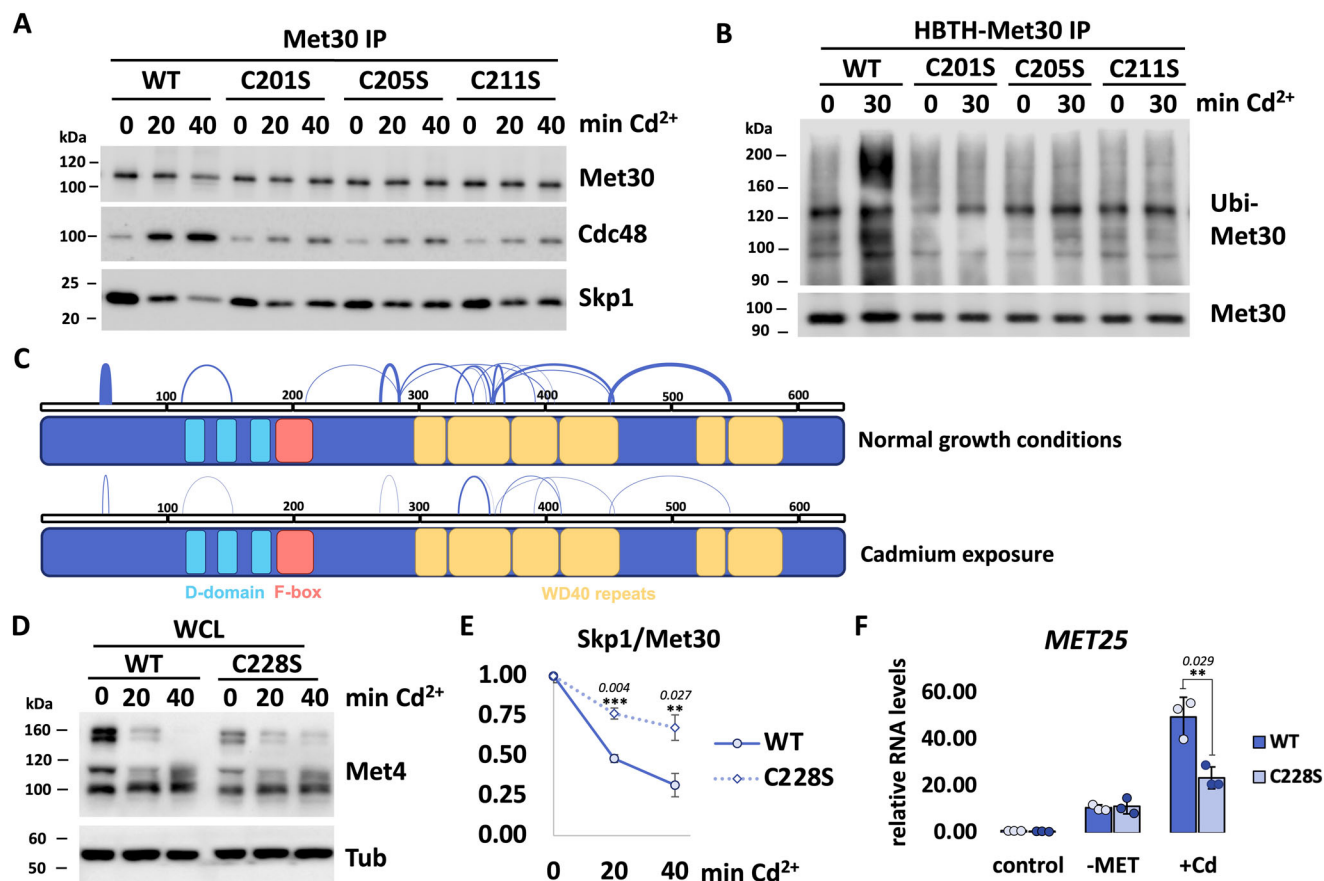 A
Met30 IP
WT C201S C205S C211S
0 20 40 0 20 40 0 20 40 0 20 40 min Cd²⁺
kDa
120
100
Met30
100
Cdc48
25
20
Skp1
B
HBTH-Met30 IP
WT C201S C205S C211S
0 30 0 30 0 30 0 30 min Cd²⁺
kDa
200
160
120
100
90
Ubi-
Met30
100
90
Met30
C
100 200 300 400 500 600
Normal growth conditions
100 200 300 400 500 600
Cadmium exposure
D-domain F-box WD40 repeats
D
WCL
WT C228S
0 20 40 0 20 40 min Cd²⁺
kDa
160
120
100
Met4
60
50
Tub
E
Skp1/Met30
1.00
0.75
0.50
0.25
0.00
0.004
***
0.027
**
WT
C228S
0 20 40 min Cd²⁺
F
MET25
relative RNA levels
60.00
40.00
20.00
0.00
0.029
**
WT
C228S
control -MET +Cd